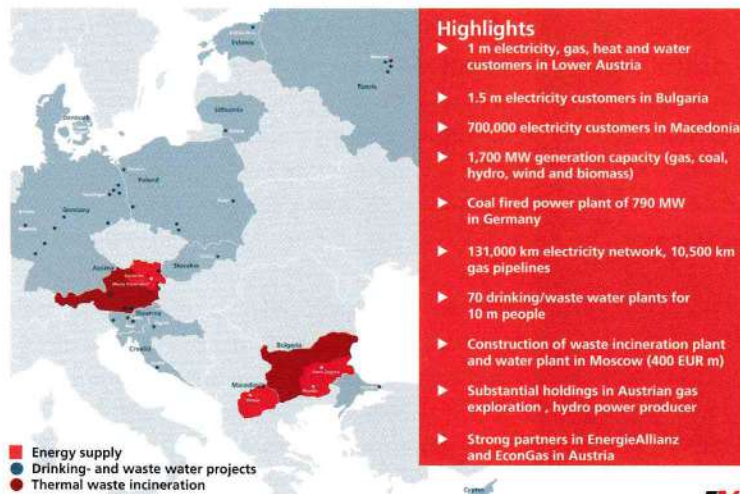 Highlights
1 m electricity, gas, heat and water
customers in Lower Austria
1.5 m electricity customers in Bulgaria
700,000 electricity customers in Macedonia
1,700 MW generation capacity (gas, coal,
hydro, wind and biomass)
Coal fired power plant of 790 MW
in Germany
131,000 km electricity network, 10,500 km
gas pipelines
70 drinking/waste water plants for
10 m people
Construction of waste incineration plant
and water plant in Moscow (400 EUR m)
Substantial holdings in Austrian gas
exploration , hydro power producer
Strong partners in EnergieAllianz
and EconGas in Austria
Estonia
Russia
Lithuania
Denmark
Poland
Germany
Austria
Slovakia
Slovenia
Croatia
Bulgaria
Macedonia
Cyprus
Energy supply
Drinking- and waste water projects
Thermal waste incineration